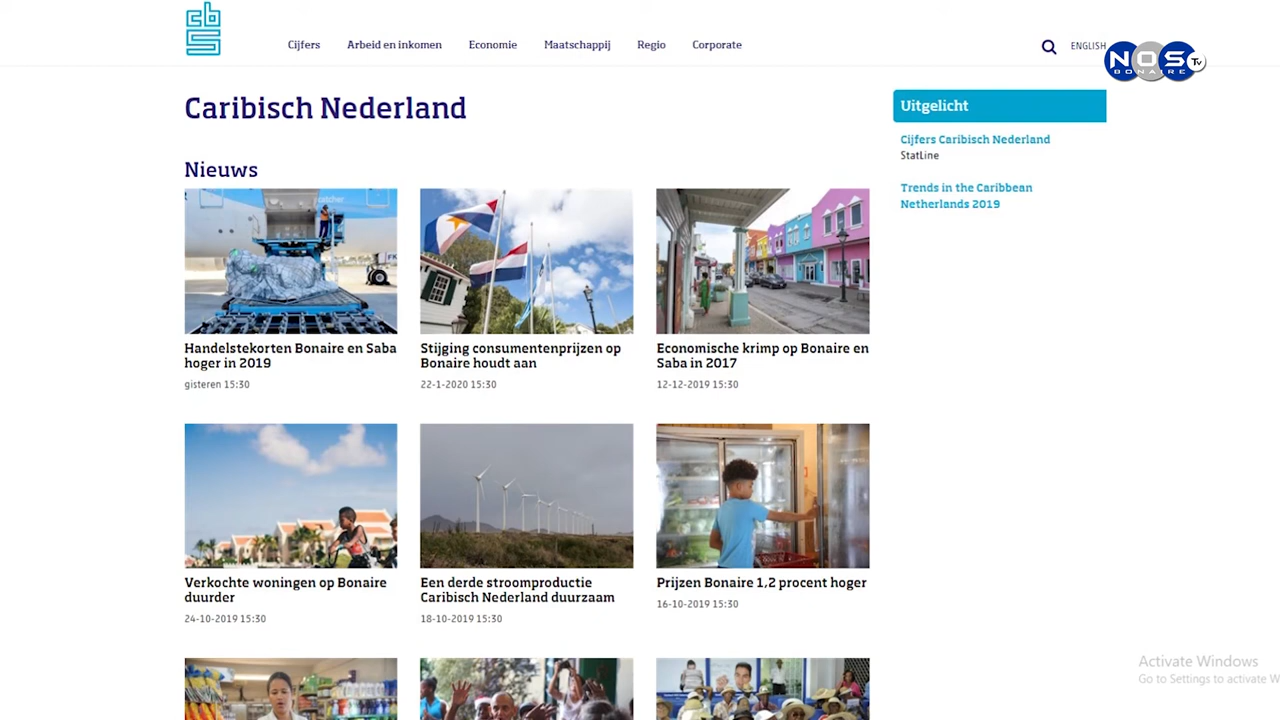 cbs
Cijfers
Arbeid en inkomen
Economie
Maatschappij
Regio
Corporate
ENGLISH
NOS
BONAIRE
TV
Caribisch Nederland
Uitgelicht
Cijfers Caribisch Nederland
StatLine
Trends in the Caribbean
Netherlands 2019
Nieuws
catcher
Handelstekorten Bonaire en Saba
hoger in 2019
gisteren 15:30
Stijging consumentenprijzen op
Bonaire houdt aan
22-1-2020 15:30
Economische krimp op Bonaire en
Saba in 2017
12-12-2019 15:30
Verkochte woningen op Bonaire
duurder
24-10-2019 15:30
Een derde stroomproductie
Caribisch Nederland duurzaam
18-10-2019 15:30
Prijzen Bonaire 1,2 procent hoger
16-10-2019 15:30
Activate Windows
Go to Settings to activate W